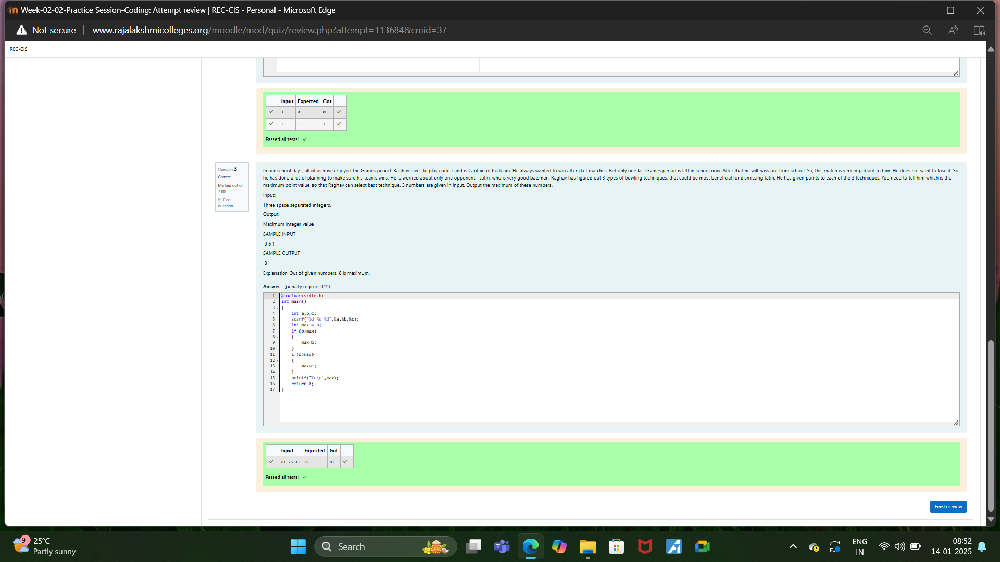 Week-02-02-Practice Session-Coding: Attempt review | REC-CIS - Personal - Microsoft Edge
Not secure | www.rajalakshmicolleges.org/moodle/mod/quiz/review.php?attempt=113684&cmid=37
REC-CIS
Input Expected Got
1 0 0
2 1 1
Passed all tests!
Question 3
Correct
Marked out of
7.00
Flag
question
In our school days, all of us have enjoyed the Games period. Raghav loves to play cricket and is Captain of his team. He always wanted to win all cricket matches. But only one last Games period is left in school now. After that he will pass out from school. So, this match is very important to him. He does not want to lose it. So
he has done a lot of planning to make sure his teams wins. He is worried about only one opponent - Jatin, who is very good batsman. Raghav has figured out 3 types of bowling techniques, that could be most beneficial for dismissing Jatin. He has given points to each of the 3 techniques. You need to tell him which is the
maximum point value, so that Raghav can select best technique. 3 numbers are given in input. Output the maximum of these numbers.
Input:
Three space separated integers.
Output:
Maximum integer value
SAMPLE INPUT
8 6 1
SAMPLE OUTPUT
8
Explanation Out of given numbers, 8 is maximum.
Answer: (penalty regime: 0 %)
1 #include<stdio.h>
2 int main()
3 {
4 int a,b,c;
5 scanf("%d %d %d",&a,&b,&c);
6 int max = a;
7 if (b>max)
8 {
9 max=b;
10 }
11 if(c>max)
12 {
13 max=c;
14 }
15 printf("%d\n",max);
16 return 0;
17 }
Input Expected Got
81 26 15 81 81
Passed all tests!
Finish review
9+
25°C
Partly sunny
Search
ENG
IN
08:52
14-01-2025